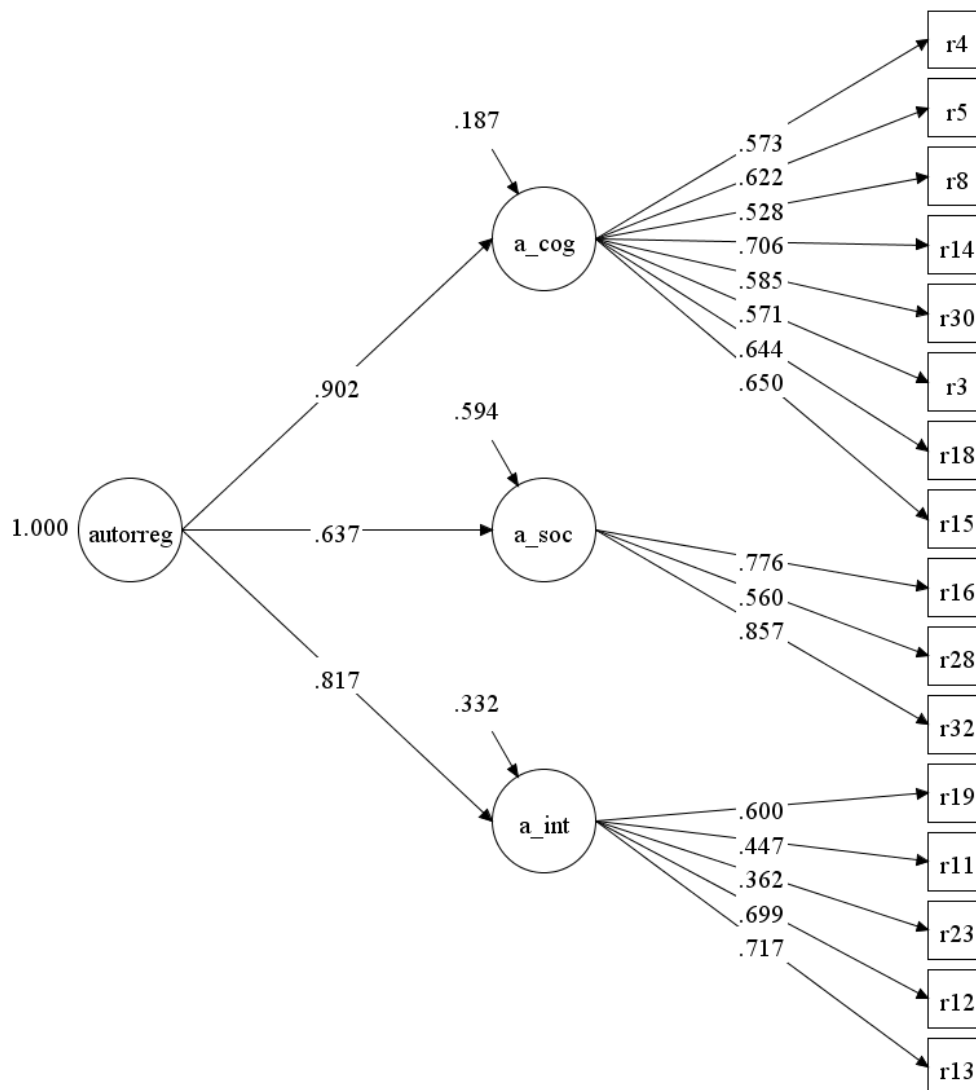 r4
r5
.187
.573
.622
r8
.528
a_cog
.706
r14
.585
r30
.571
.644
r3
.650
.902
.594
r18
r15
1.000
autorreg
.637
a_soc
.776
r16
.560
.857
r28
.817
.332
r32
r19
.600
a_int
.447
r11
.362
.699
r23
.717
r12
r13